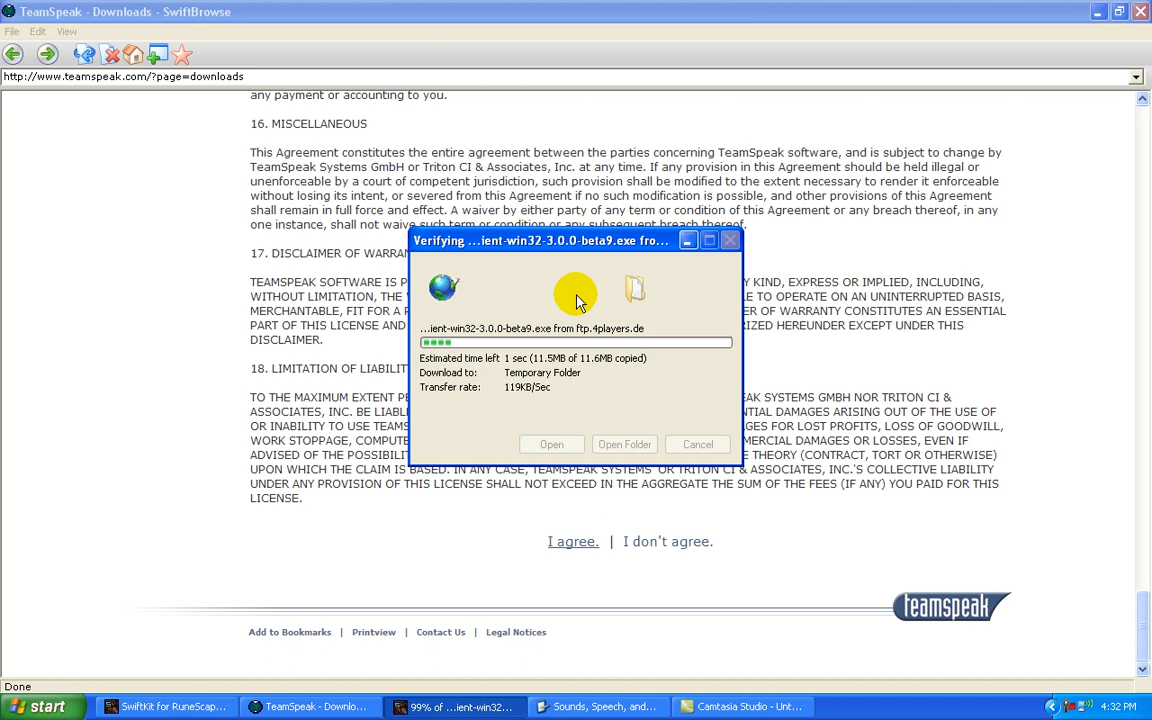 TeamSpeak - Downloads - SwiftBrowse
File Edit View
http://www.teamspeak.com/?page=downloads
any payment or accounting to you.
16. MISCELLANEOUS
This Agreement constitutes the entire agreement between the parties concerning TeamSpeak software, and is subject to change by
TeamSpeak Systems GmbH or Triton CI & Associates, Inc. at any time. If any provision in this Agreement should be held illegal or
unenforceable by a court of competent jurisdiction, such provision shall be modified to the extent necessary to render it enforceable
without losing its intent, or severed from this Agreement if no such modification is possible, and other provisions of this Agreement
shall remain in full force and effect. A waiver by either party of any term or condition of this Agreement or any breach thereof, in any
one instance, shall not waive such term or condition or any subsequent breach thereof.
Verifying ...ient-win32-3.0.0-beta9.exe fro...
17. DISCLAIMER OF WARRAN
TEAMSPEAK SOFTWARE IS P Y KIND, EXPRESS OR IMPLIED, INCLUDING,
WITHOUT LIMITATION, THE LE TO OPERATE ON AN UNINTERRUPTED BASIS,
MERCHANTABLE, FIT FOR A ER OF WARRANTY CONSTITUTES AN ESSENTIAL
PART OF THIS LICENSE AND RIZED HEREUNDER EXCEPT UNDER THIS
DISCLAIMER.
...ient-win32-3.0.0-beta9.exe from ftp.4players.de
Estimated time left 1 sec (11.5MB of 11.6MB copied)
Download to: Temporary Folder
Transfer rate: 119KB/Sec
Open Open Folder Cancel
18. LIMITATION OF LIABILIT
TO THE MAXIMUM EXTENT PE EAK SYSTEMS GMBH NOR TRITON CI &
ASSOCIATES, INC. BE LIABL NTIAL DAMAGES ARISING OUT OF THE USE OF
OR INABILITY TO USE TEAMS AGES FOR LOST PROFITS, LOSS OF GOODWILL,
WORK STOPPAGE, COMPUTE MERCIAL DAMAGES OR LOSSES, EVEN IF
ADVISED OF THE POSSIBILIT THEORY (CONTRACT, TORT OR OTHERWISE)
UPON WHICH THE CLAIM IS BASED. IN ANY CASE, TEAMSPEAK SYSTEMS' OR TRITON CI & ASSOCIATES, INC.'S COLLECTIVE LIABILITY
UNDER ANY PROVISION OF THIS LICENSE SHALL NOT EXCEED IN THE AGGREGATE THE SUM OF THE FEES (IF ANY) YOU PAID FOR THIS
LICENSE.
I agree. | I don't agree.
teamspeak
Add to Bookmarks | Printview | Contact Us | Legal Notices
Done
start SwiftKit for RuneScap... TeamSpeak - Downlo... 99% of ...ient-win32... Sounds, Speech, and... Camtasia Studio - Unt... 4:32 PM